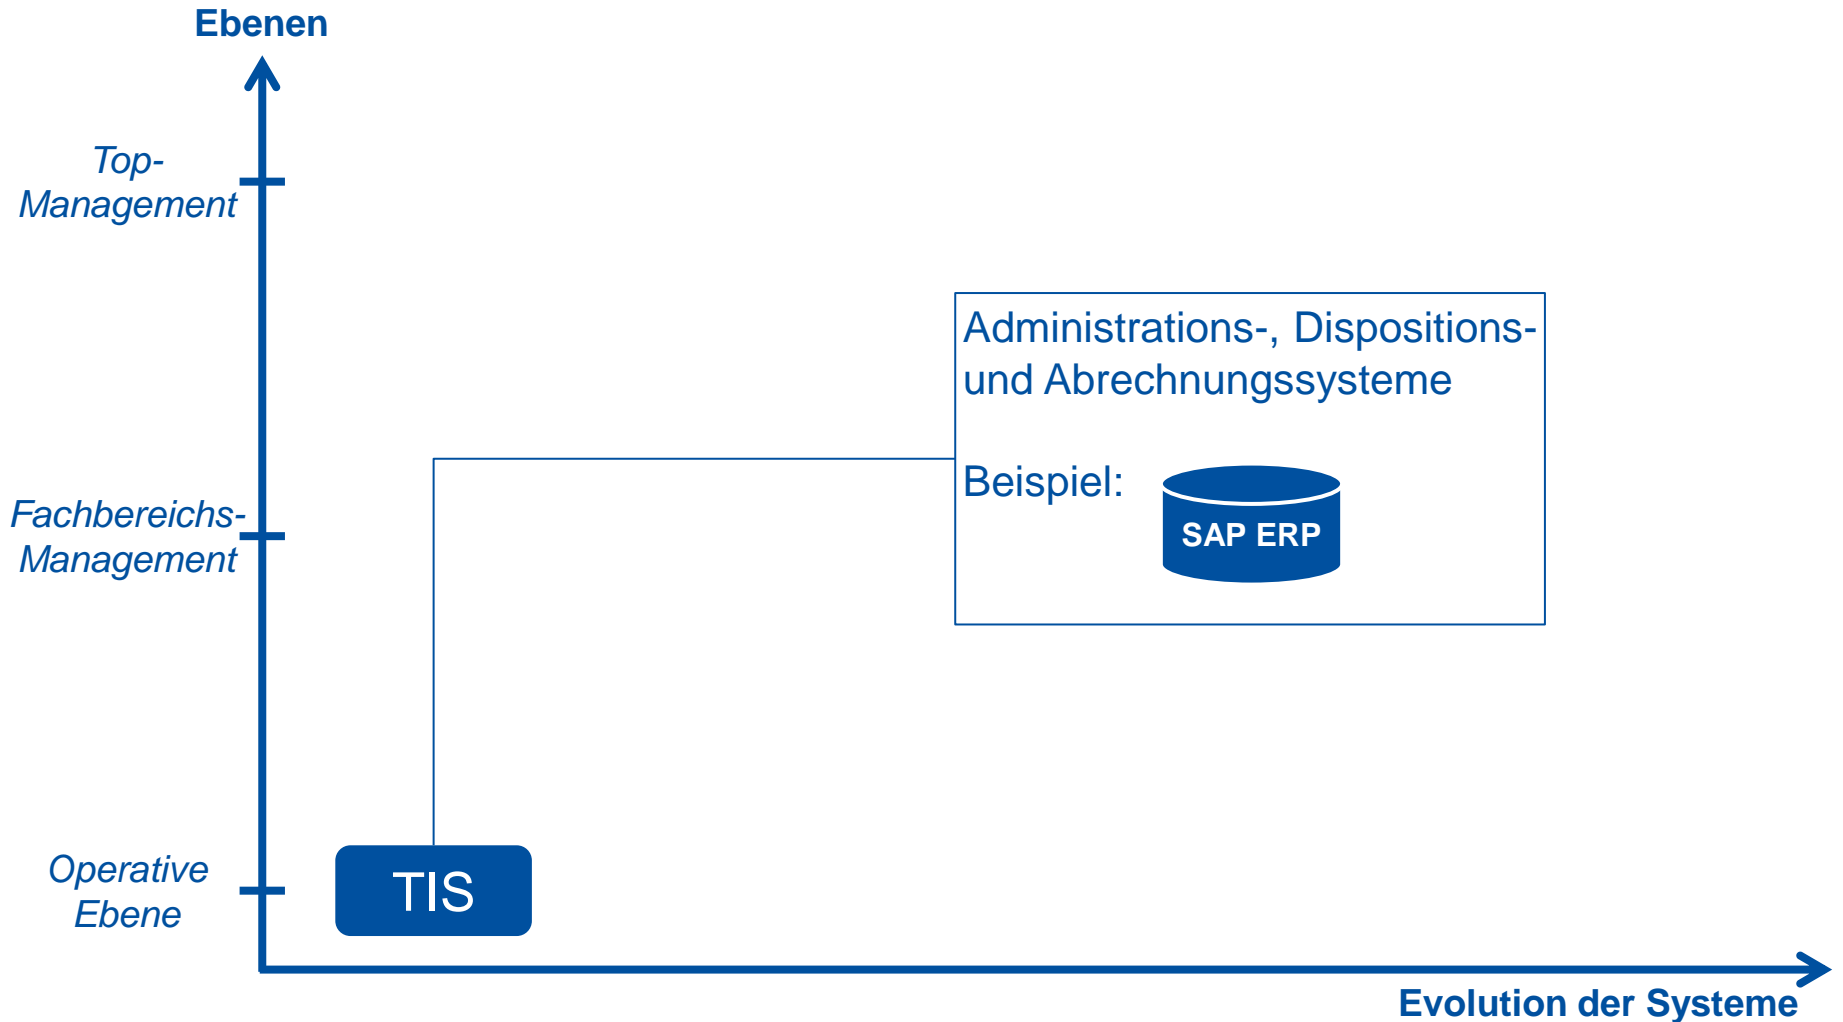 Ebenen
Top-
Management
Administrations-, Dispositions-
und Abrechnungssysteme
Beispiel:
SAP ERP
Fachbereichs-
Management
Operative
Ebene
TIS
Evolution der Systeme